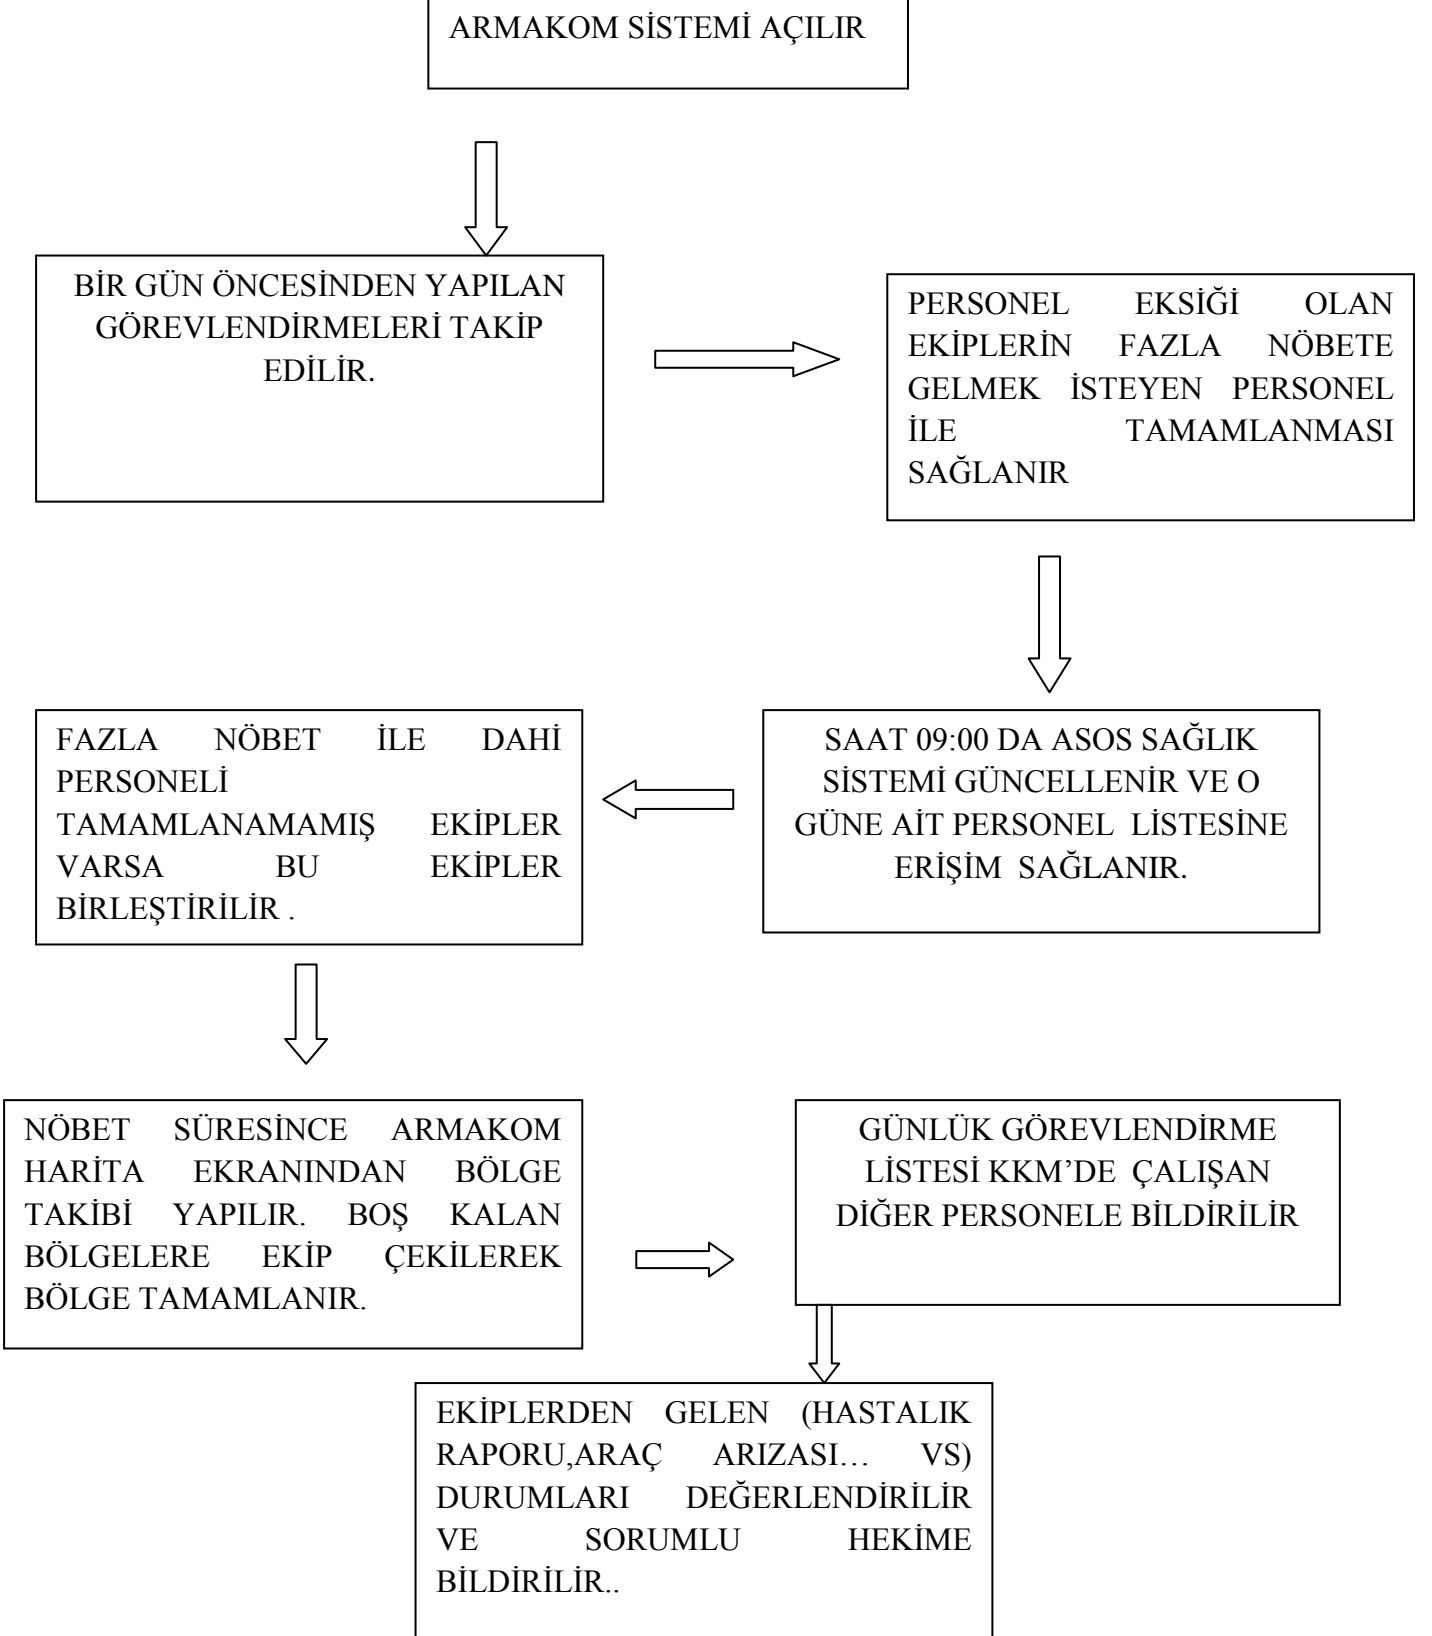 ARMAKOM SİSTEMİ AÇILIR
BİR GÜN ÖNCESİNDEN YAPILAN
GÖREVLENDİRMELERİ TAKİP
EDİLİR.
PERSONEL EKSİĞİ OLAN
EKİPLERİN FAZLA NÖBETE
GELMEK İSTEYEN PERSONEL
İLE TAMAMLANMASI
SAĞLANIR
SAAT 09:00 DA ASOS SAĞLIK
SİSTEMİ GÜNCELLENİR VE O
GÜNE AİT PERSONEL LİSTESİNE
ERİŞİM SAĞLANIR.
FAZLA NÖBET İLE DAHİ
PERSONELİ
TAMAMLANAMAMIŞ EKİPLER
VARSA BU EKİPLER
BİRLEŞTİRİLİR .
NÖBET SÜRESİNCE ARMAKOM
HARİTA EKRANINDAN BÖLGE
TAKİBİ YAPILIR. BOŞ KALAN
BÖLGELERE EKİP ÇEKİLEREK
BÖLGE TAMAMLANIR.
GÜNLÜK GÖREVLENDİRME
LİSTESİ KKM’DE ÇALIŞAN
DİĞER PERSONELE BİLDİRİLİR
EKİPLERDEN GELEN (HASTALIK
RAPORU,ARAÇ ARIZASI… VS)
DURUMLARI DEĞERLENDİRİLİR
VE SORUMLU HEKİME
BİLDİRİLİR..